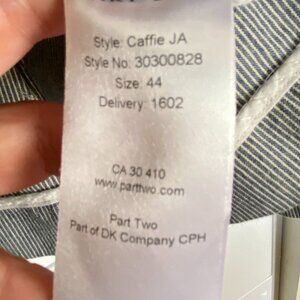 Style: Caffie JA
Style No: 30300828
Size: 44
Delivery: 1602
CA 30 410
www.parttwo.com
Part Two
Part of DK Company CPH